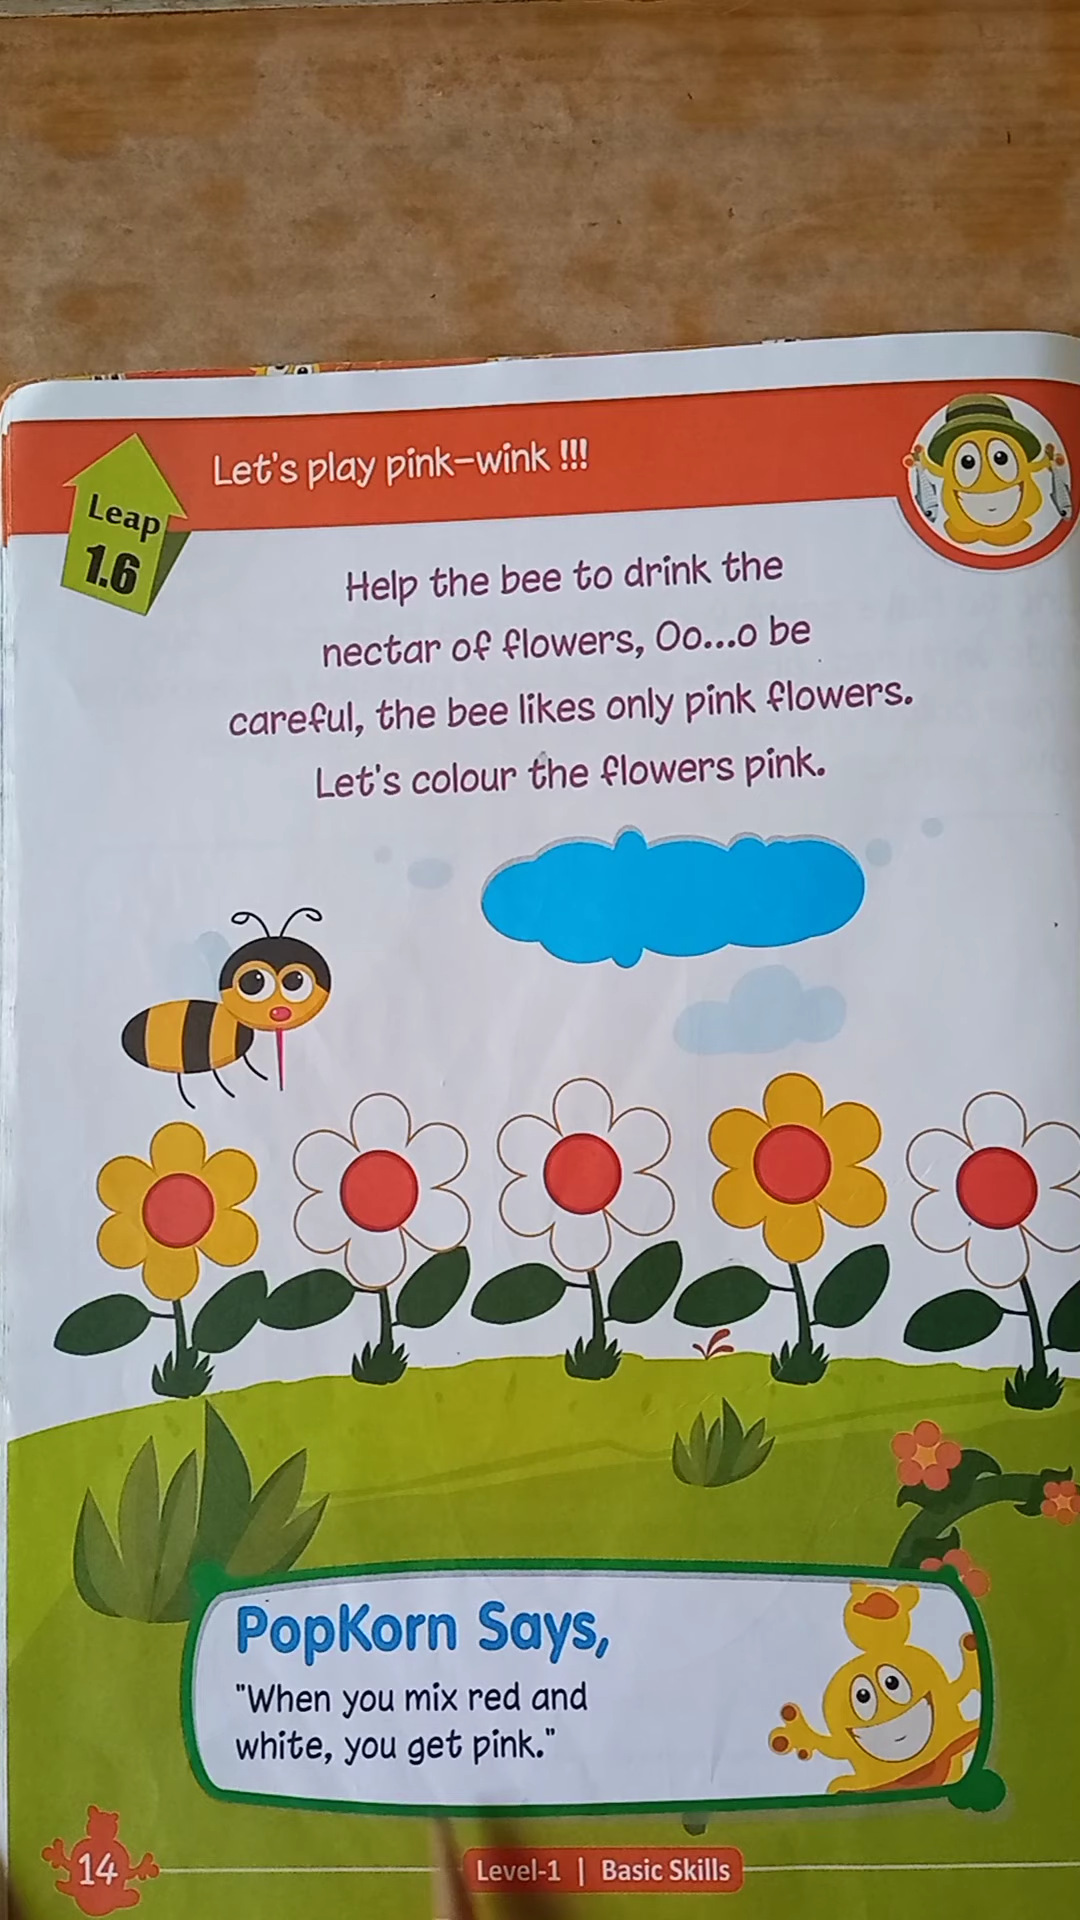 Let's play pink-wink !!!
Leap
1.6
Help the bee to drink the
nectar of flowers, Oo...o be
careful, the bee likes only pink flowers.
Let's colour the flowers pink.
PopKorn Says,
"When you mix red and
white, you get pink."
14
Level-1 | Basic Skills